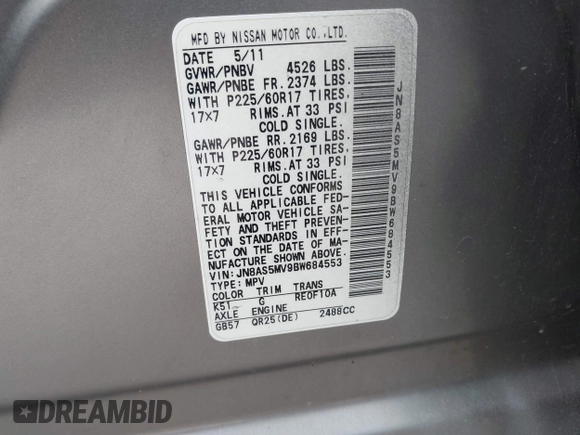 MFD BY NISSAN MOTOR CO.,LTD.
DATE 5/11
GVWR/PNBV 4526 LBS.
GAWR/PNBE FR. 2374 LBS.
WITH P225/60R17 TIRES,
17×7 RIMS.AT 33 PSI
COLD SINGLE.
GAWR/PNBE RR. 2169 LBS.
WITH P225/60R17 TIRES,
17×7 RIMS.AT 33 PSI
COLD SINGLE.
THIS VEHICLE CONFORMS
TO ALL APPLICABLE FED-
ERAL MOTOR VEHICLE SA-
FETY AND THEFT PREVEN-
TION STANDARDS IN EFF-
ECT ON THE DATE OF MA-
NUFACTURE SHOWN ABOVE.
VIN: JN8AS5MV9BW684553
TYPE: MPV
COLOR TRIM TRANS
K51- G RE0F10A
AXLE ENGINE
GB57 QR25(DE) 2488CC
JN8AS5MV9BW684553
DREAMBID